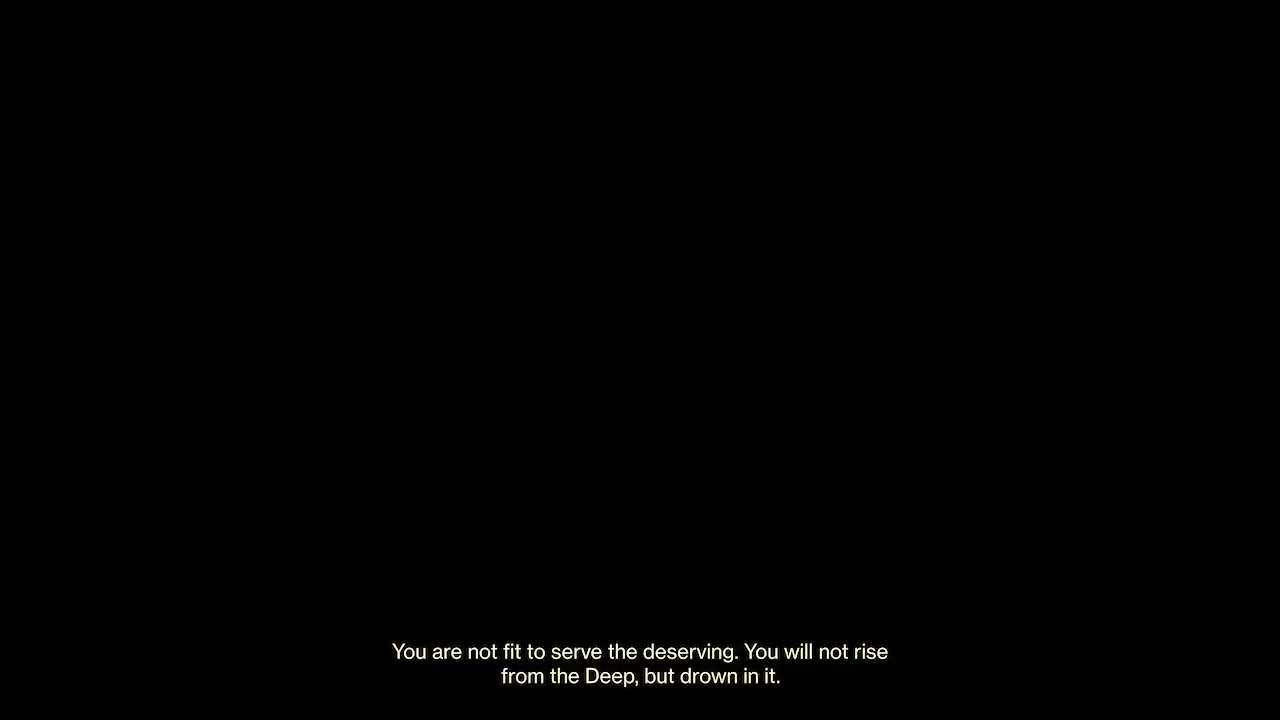 You are not fit to serve the deserving. You will not rise
from the Deep, but drown in it.